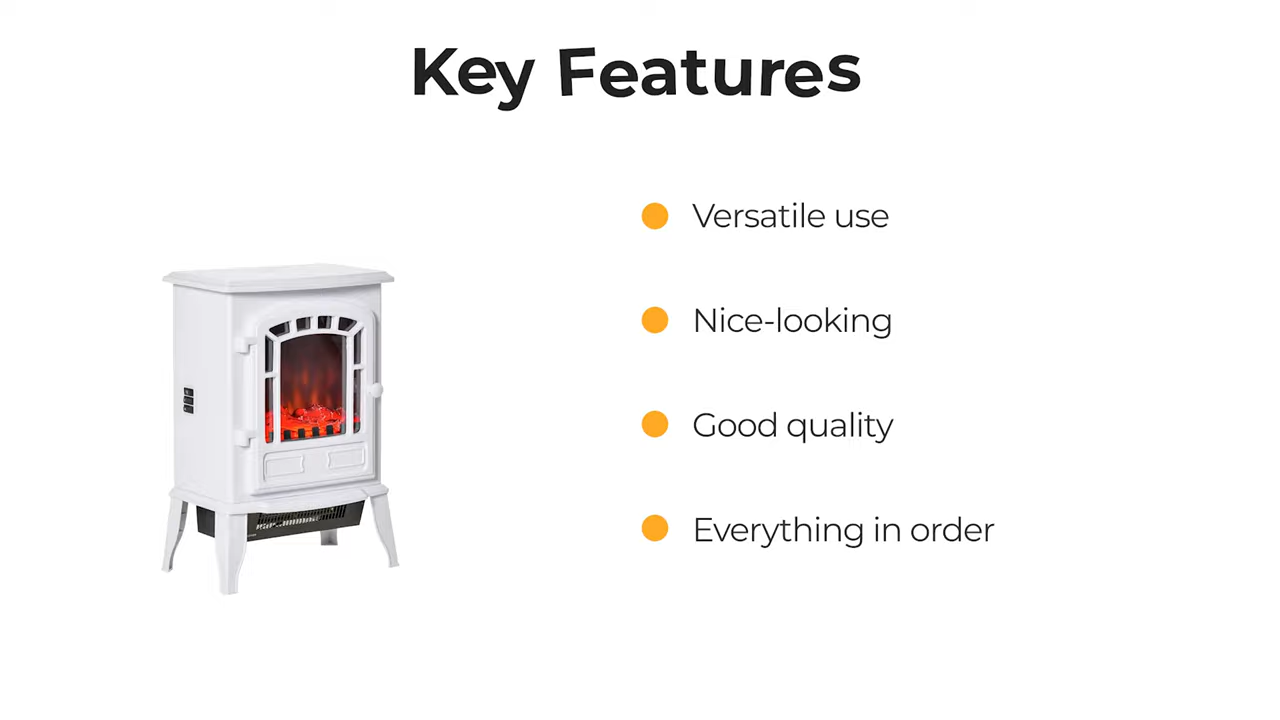 Key Features
Versatile use
Nice-looking
Good quality
Everything in order